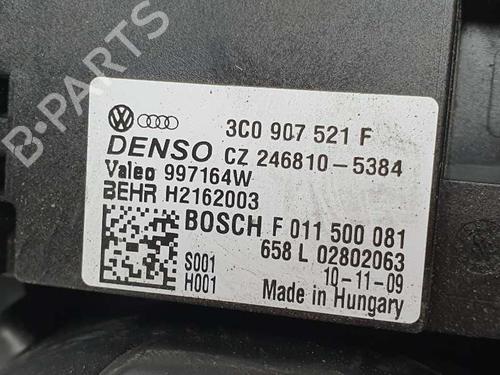 B-PARTS
3C0 907 521 F
DENSO CZ 246810-5384
Valeo 997164W
BEHR H2162003
BOSCH F 011 500 081
658 L 02802063
S001 10-11-09
H001 Made in Hungary